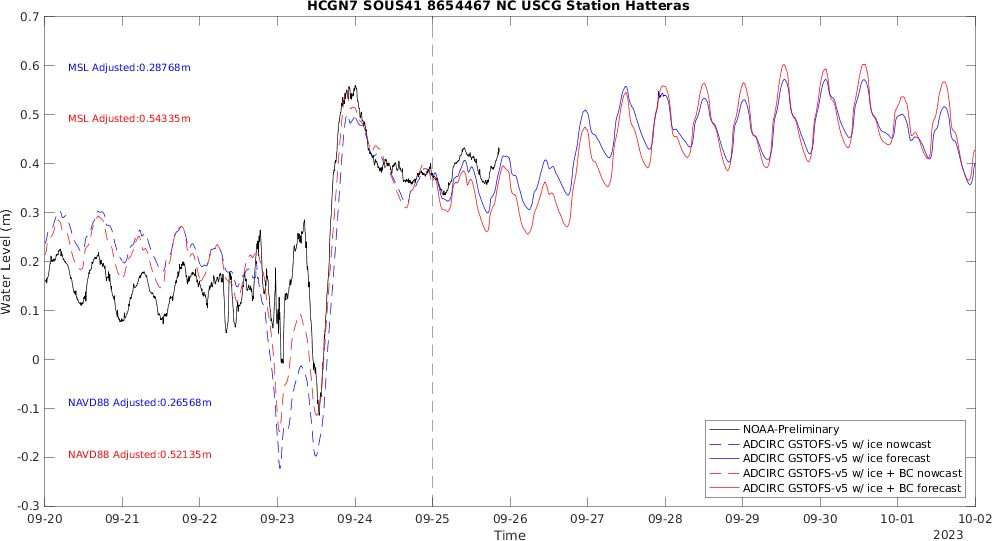 HCGN7 SOUS41 8654467 NC USCG Station Hatteras
0.7
0.6
0.5
0.4
0.3
0.2
0.1
0
-0.1
-0.2
-0.3
Water Level (m)
MSL Adjusted:0.28768m
MSL Adjusted:0.54335m
NAVD88 Adjusted:0.26568m
NAVD88 Adjusted:0.52135m
NOAA-Preliminary
ADCIRC GSTOFS-v5 w/ ice nowcast
ADCIRC GSTOFS-v5 w/ ice forecast
ADCIRC GSTOFS-v5 w/ ice + BC nowcast
ADCIRC GSTOFS-v5 w/ ice + BC forecast
09-20 09-21 09-22 09-23 09-24 09-25 09-26 09-27 09-28 09-29 09-30 10-01 10-02
Time
2023